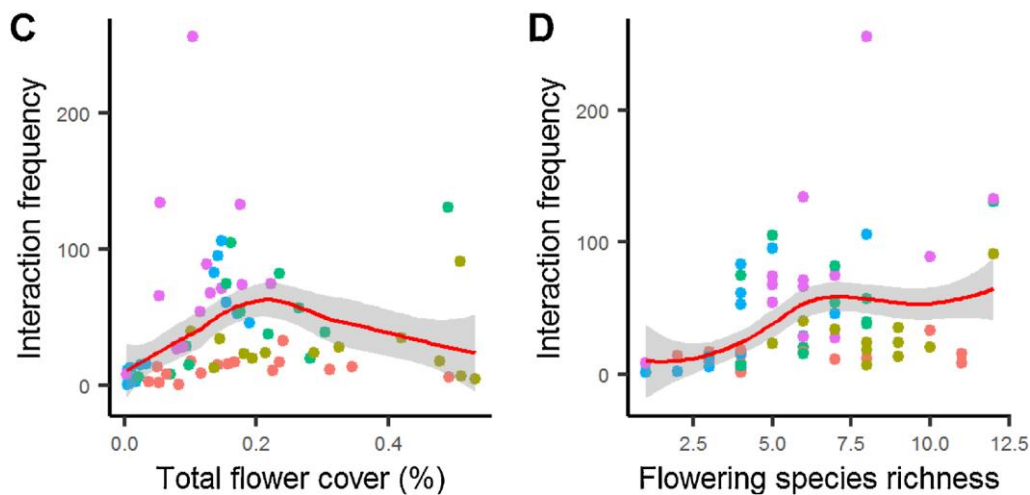 C
D
Interaction frequency
200
100
0
0.0 0.2 0.4
Total flower cover (%)
Interaction frequency
200
100
0
2.5 5.0 7.5 10.0 12.5
Flowering species richness